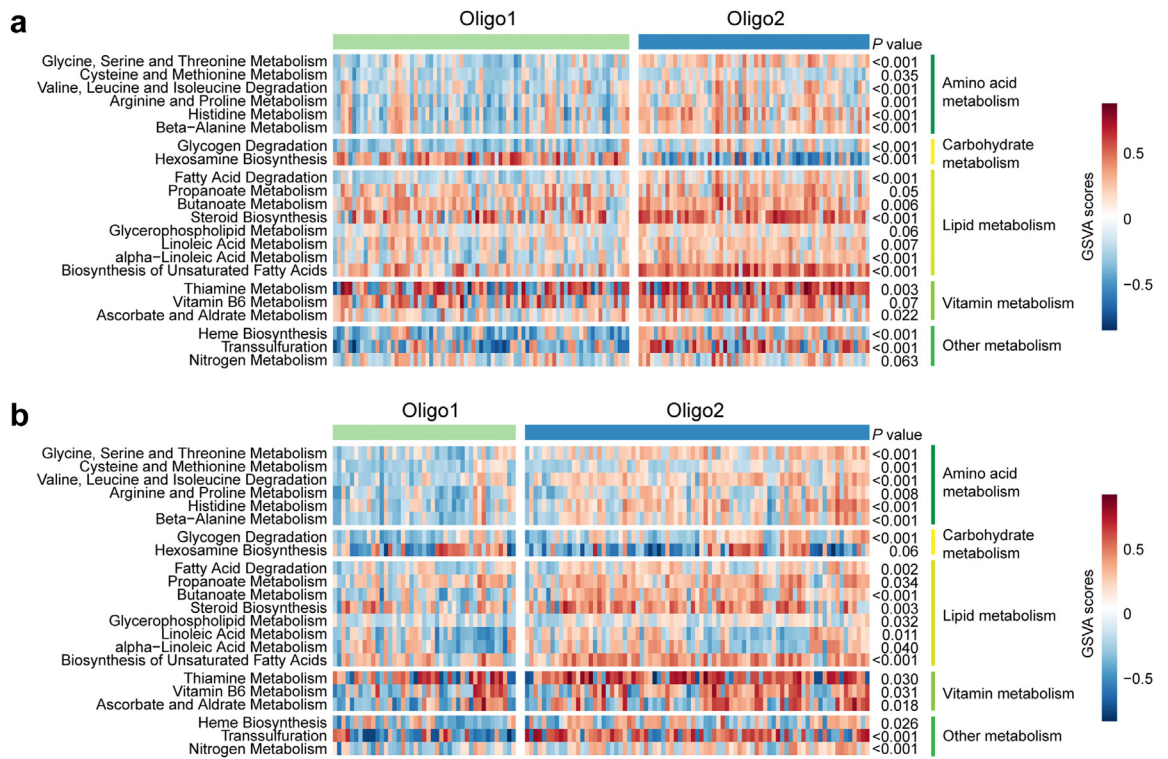 a
Oligo1 Oligo2
P value
Glycine, Serine and Threonine Metabolism <0.001
Cysteine and Methionine Metabolism 0.035
Valine, Leucine and Isoleucine Degradation <0.001
Arginine and Proline Metabolism 0.001
Histidine Metabolism <0.001
Beta−Alanine Metabolism <0.001
Amino acid
metabolism
Glycogen Degradation <0.001
Hexosamine Biosynthesis <0.001
Carbohydrate
metabolism
Fatty Acid Degradation <0.001
Propanoate Metabolism 0.05
Butanoate Metabolism 0.006
Steroid Biosynthesis <0.001
Glycerophospholipid Metabolism 0.06
Linoleic Acid Metabolism 0.007
alpha−Linoleic Acid Metabolism <0.001
Biosynthesis of Unsaturated Fatty Acids <0.001
Lipid metabolism
Thiamine Metabolism 0.003
Vitamin B6 Metabolism 0.07
Ascorbate and Aldrate Metabolism 0.022
Vitamin metabolism
Heme Biosynthesis <0.001
Transsulfuration <0.001
Nitrogen Metabolism 0.063
Other metabolism
GSVA scores
0.5
0
−0.5
b
Oligo1 Oligo2
P value
Glycine, Serine and Threonine Metabolism <0.001
Cysteine and Methionine Metabolism 0.001
Valine, Leucine and Isoleucine Degradation <0.001
Arginine and Proline Metabolism 0.008
Histidine Metabolism <0.001
Beta−Alanine Metabolism <0.001
Amino acid
metabolism
Glycogen Degradation <0.001
Hexosamine Biosynthesis 0.06
Carbohydrate
metabolism
Fatty Acid Degradation 0.002
Propanoate Metabolism 0.034
Butanoate Metabolism <0.001
Steroid Biosynthesis 0.003
Glycerophospholipid Metabolism 0.032
Linoleic Acid Metabolism 0.011
alpha−Linoleic Acid Metabolism 0.040
Biosynthesis of Unsaturated Fatty Acids <0.001
Lipid metabolism
Thiamine Metabolism 0.030
Vitamin B6 Metabolism 0.031
Ascorbate and Aldrate Metabolism 0.018
Vitamin metabolism
Heme Biosynthesis 0.026
Transsulfuration <0.001
Nitrogen Metabolism <0.001
Other metabolism
GSVA scores
0.5
0
−0.5